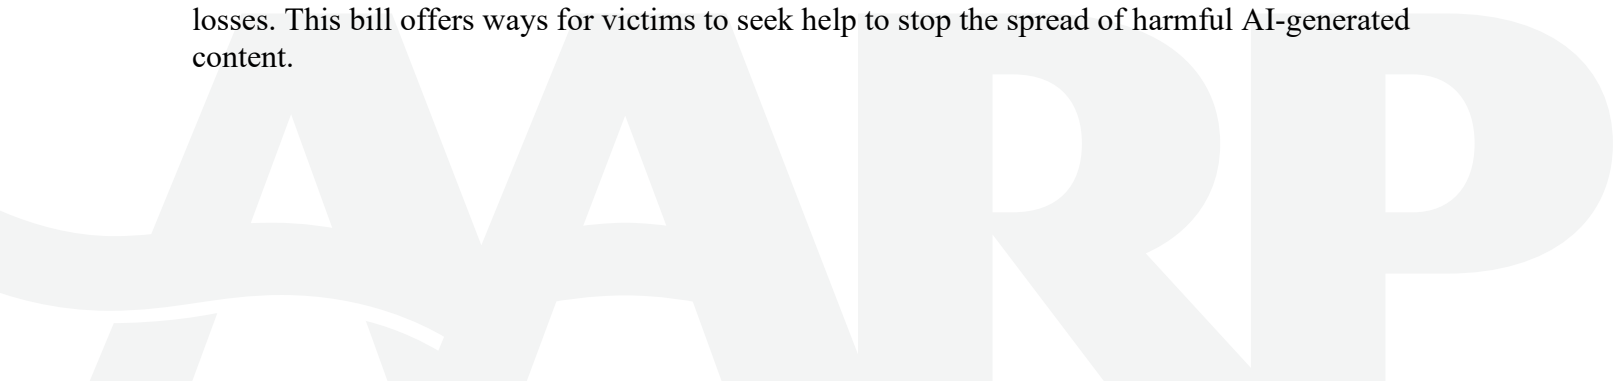 losses. This bill offers ways for victims to seek help to stop the spread of harmful AI-generated
content.
AARP